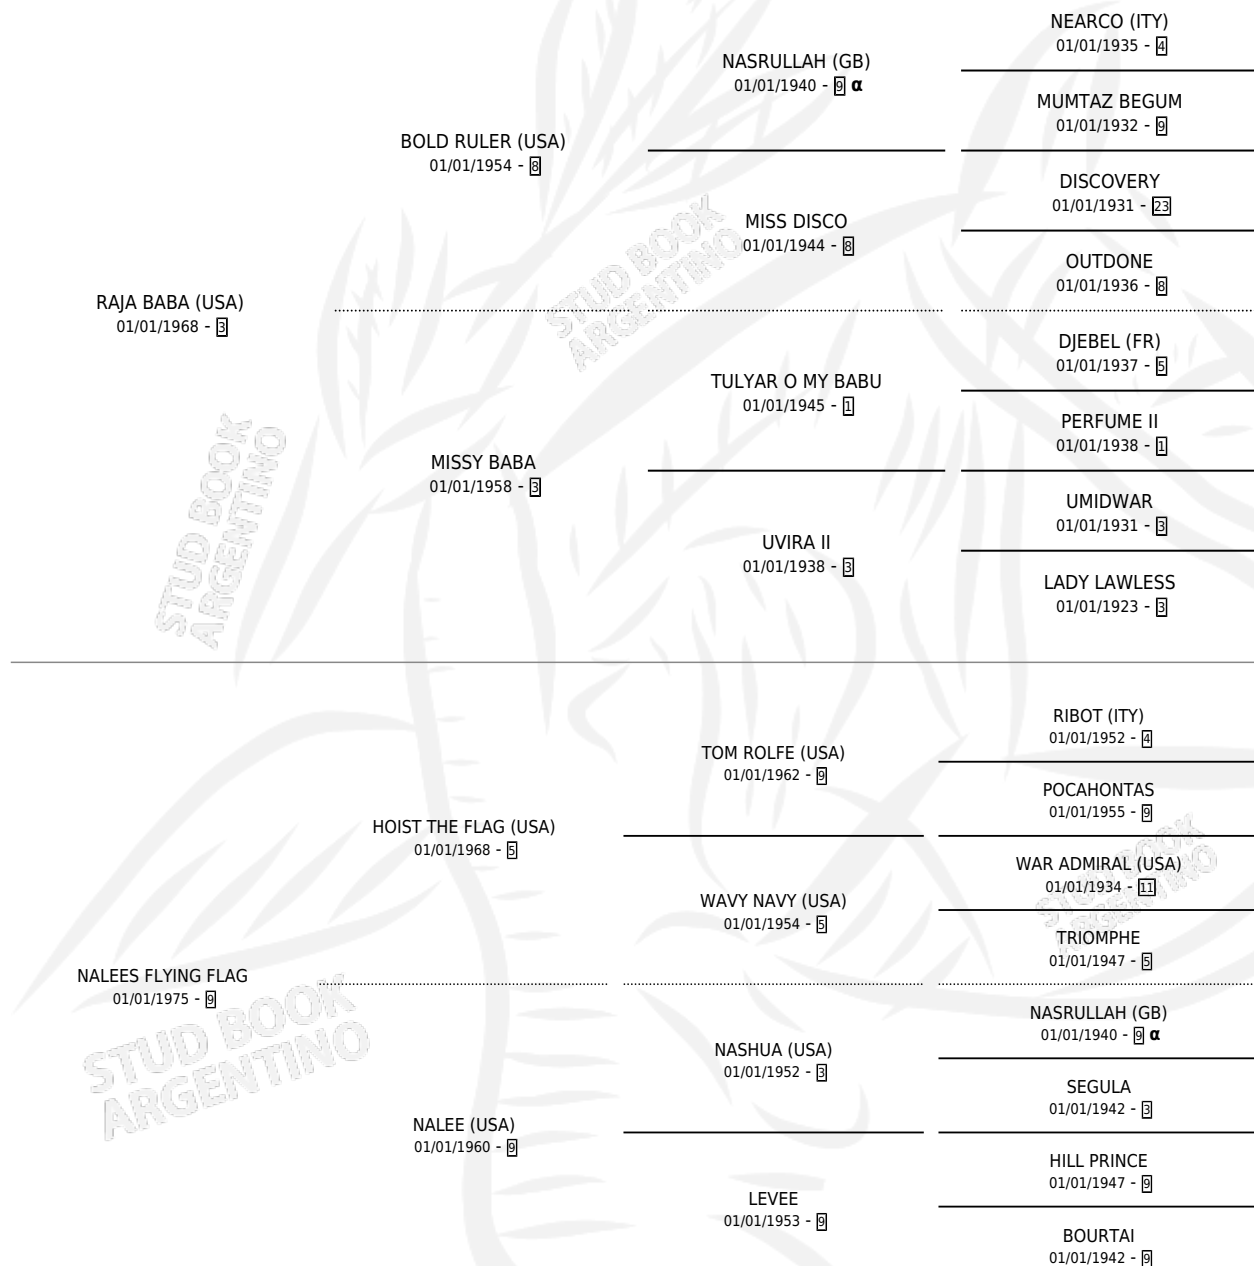 NEARCO (ITY)
01/01/1935 - 4
NASRULLAH (GB)
01/01/1940 - 9 α
MUMTAZ BEGUM
01/01/1932 - 9
BOLD RULER (USA)
01/01/1954 - 8
DISCOVERY
01/01/1931 - 23
MISS DISCO
01/01/1944 - 8
OUTDONE
01/01/1936 - 8
STUD BOOK
ARGENTINO
RAJA BABA (USA)
01/01/1968 - 3
DJEBEL (FR)
01/01/1937 - 5
TULYAR O MY BABU
01/01/1945 - 1
PERFUME II
01/01/1938 - 1
MISSY BABA
01/01/1958 - 3
UMIDWAR
01/01/1931 - 3
UVIRA II
01/01/1938 - 3
LADY LAWLESS
01/01/1923 - 3
STUD BOOK
ARGENTINO
RIBOT (ITY)
01/01/1952 - 4
TOM ROLFE (USA)
01/01/1962 - 9
POCAHONTAS
01/01/1955 - 9
HOIST THE FLAG (USA)
01/01/1968 - 5
WAR ADMIRAL (USA)
01/01/1934 - 11
WAVY NAVY (USA)
01/01/1954 - 5
TRIOMPHE
01/01/1947 - 5
STUD BOOK
ARGENTINO
NALEES FLYING FLAG
01/01/1975 - 9
NASRULLAH (GB)
01/01/1940 - 9 α
NASHUA (USA)
01/01/1952 - 3
SEGULA
01/01/1942 - 3
STUD BOOK
ARGENTINO
NALEE (USA)
01/01/1960 - 9
HILL PRINCE
01/01/1947 - 9
LEVEE
01/01/1953 - 9
BOURTAI
01/01/1942 - 9